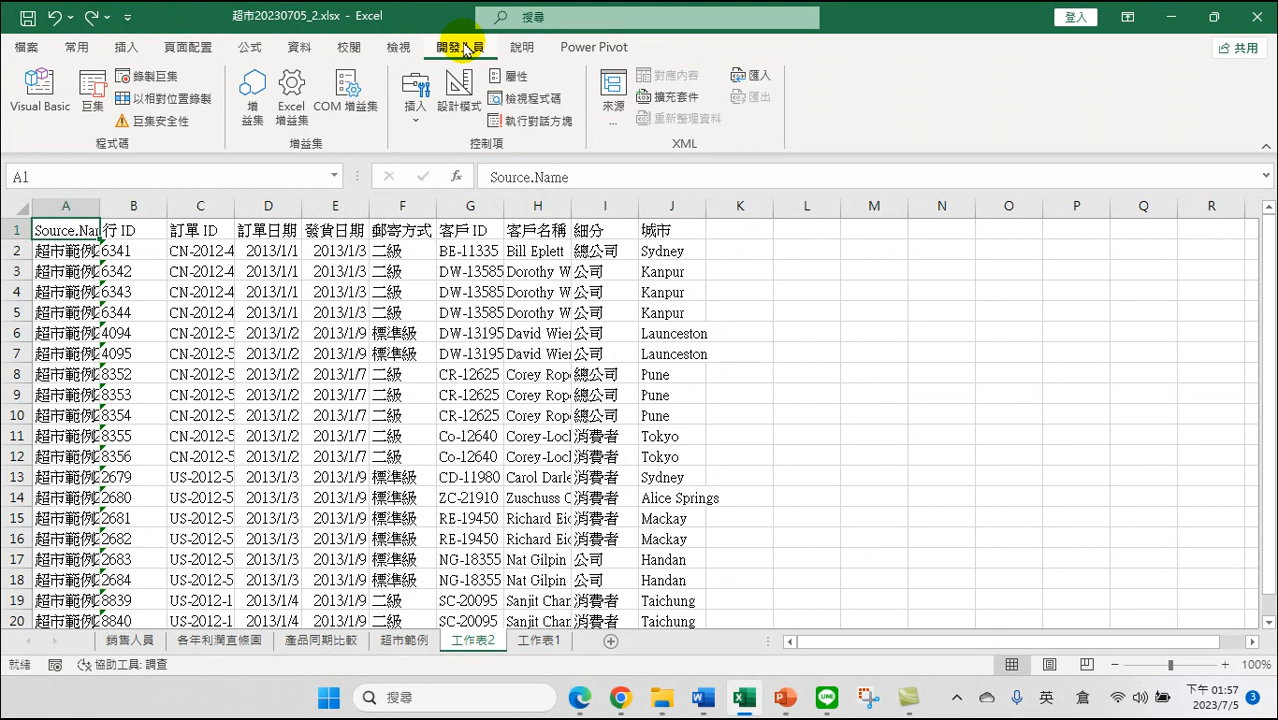 超市20230705_2.xlsx - Excel
搜尋
登入
檔案 常用 插入 頁面配置 公式 資料 校閱 檢視 開發人員 說明 Power Pivot 共用
Visual Basic 巨集 錄製巨集 以相對位置錄製 巨集安全性 程式碼
增益集 Excel 增益集 COM 增益集 增益集
插入 設計模式 屬性 檢視程式碼 執行對話方塊 控制項
來源 ... 對應內容 擴充套件 重新整理資料 匯入 匯出 XML
A1 fx Source.Name
A B C D E F G H I J K L M N O P Q R
1 Source.Nar 行 ID 訂單 ID 訂單日期 發貨日期 郵寄方式 客戶 ID 客戶名稱 細分 城市
2 超市範例 6341 CN-2012-4 2013/1/1 2013/1/3 二級 BE-11335 Bill Eplett 總公司 Sydney
3 超市範例 6342 CN-2012-4 2013/1/1 2013/1/3 二級 DW-13585 Dorothy W 公司 Kanpur
4 超市範例 6343 CN-2012-4 2013/1/1 2013/1/3 二級 DW-13585 Dorothy W 公司 Kanpur
5 超市範例 6344 CN-2012-4 2013/1/1 2013/1/3 二級 DW-13585 Dorothy W 公司 Kanpur
6 超市範例 4094 CN-2012-5 2013/1/2 2013/1/9 標準級 DW-13195 David Wier 公司 Launceston
7 超市範例 4095 CN-2012-5 2013/1/2 2013/1/9 標準級 DW-13195 David Wier 公司 Launceston
8 超市範例 8352 CN-2012-5 2013/1/2 2013/1/7 二級 CR-12625 Corey Rope 總公司 Pune
9 超市範例 8353 CN-2012-5 2013/1/2 2013/1/7 二級 CR-12625 Corey Rope 總公司 Pune
10 超市範例 8354 CN-2012-5 2013/1/2 2013/1/7 二級 CR-12625 Corey Rope 總公司 Pune
11 超市範例 8355 CN-2012-5 2013/1/2 2013/1/7 二級 Co-12640 Corey-Lock 消費者 Tokyo
12 超市範例 8356 CN-2012-5 2013/1/2 2013/1/7 二級 Co-12640 Corey-Lock 消費者 Tokyo
13 超市範例 2679 US-2012-5 2013/1/3 2013/1/9 標準級 CD-11980 Carol Darle 消費者 Sydney
14 超市範例 2680 US-2012-5 2013/1/3 2013/1/9 標準級 ZC-21910 Zuschuss C 消費者 Alice Springs
15 超市範例 2681 US-2012-5 2013/1/3 2013/1/9 標準級 RE-19450 Richard Eic 消費者 Mackay
16 超市範例 2682 US-2012-5 2013/1/3 2013/1/9 標準級 RE-19450 Richard Eic 消費者 Mackay
17 超市範例 2683 US-2012-5 2013/1/3 2013/1/9 標準級 NG-18355 Nat Gilpin 公司 Handan
18 超市範例 2684 US-2012-5 2013/1/3 2013/1/9 標準級 NG-18355 Nat Gilpin 公司 Handan
19 超市範例 8839 US-2012-1 2013/1/4 2013/1/9 二級 SC-20095 Sanjit Char 消費者 Taichung
20 超市範例 8840 US-2012-1 2013/1/4 2013/1/9 二級 SC-20095 Sanjit Char 消費者 Taichung
銷售人員 各年利潤直條圖 產品同期比較 超市範例 工作表2 工作表1
就緒 協助工具: 調查 100%
搜尋 英 倉 下午 01:57
2023/7/5 3